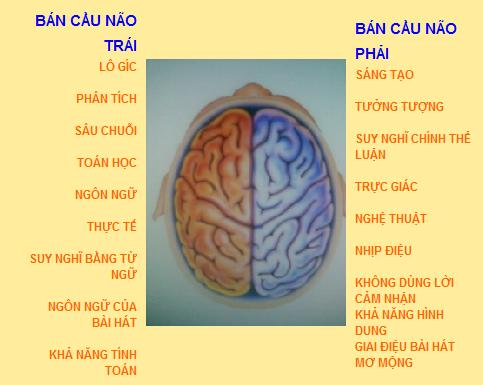 BÁN CẦU NÃO
TRÁI
LÔ GÍC
PHÂN TÍCH
SÂU CHUỖI
TOÁN HỌC
NGÔN NGỮ
THỰC TẾ
SUY NGHĨ BẰNG TỪ
NGỮ
NGÔN NGỮ CỦA
BÀI HÁT
KHẢ NĂNG TÍNH
TOÁN
BÁN CẦU NÃO
PHẢI
SÁNG TẠO
TƯỞNG TƯỢNG
SUY NGHĨ CHỈNH THỂ
LUẬN
TRỰC GIÁC
NGHỆ THUẬT
NHỊP ĐIỆU
KHÔNG DÙNG LỜI
CẢM NHẬN
KHẢ NĂNG HÌNH
DUNG
GIAI ĐIỆU BÀI HÁT
MƠ MỘNG